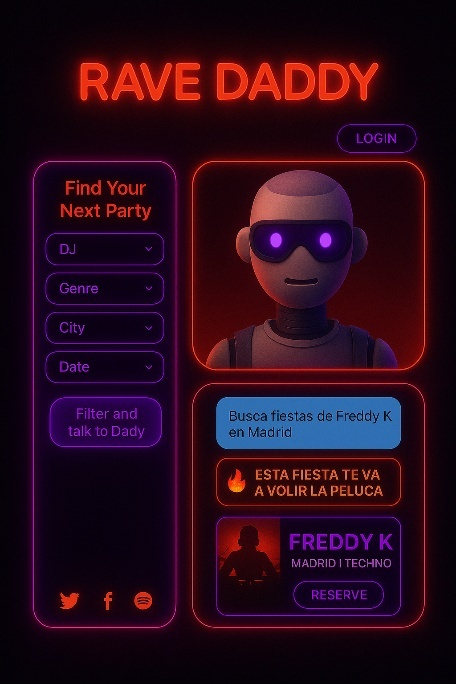 RAVE DADDY
LOGIN
Find Your
Next Party
DJ
Genre
City
Date
Filter and
talk to Dady
Busca fiestas de Freddy K
en Madrid
ESTA FIESTA TE VA
A VOLIR LA PELUCA
FREDDY K
MADRID I TECHNO
RESERVE